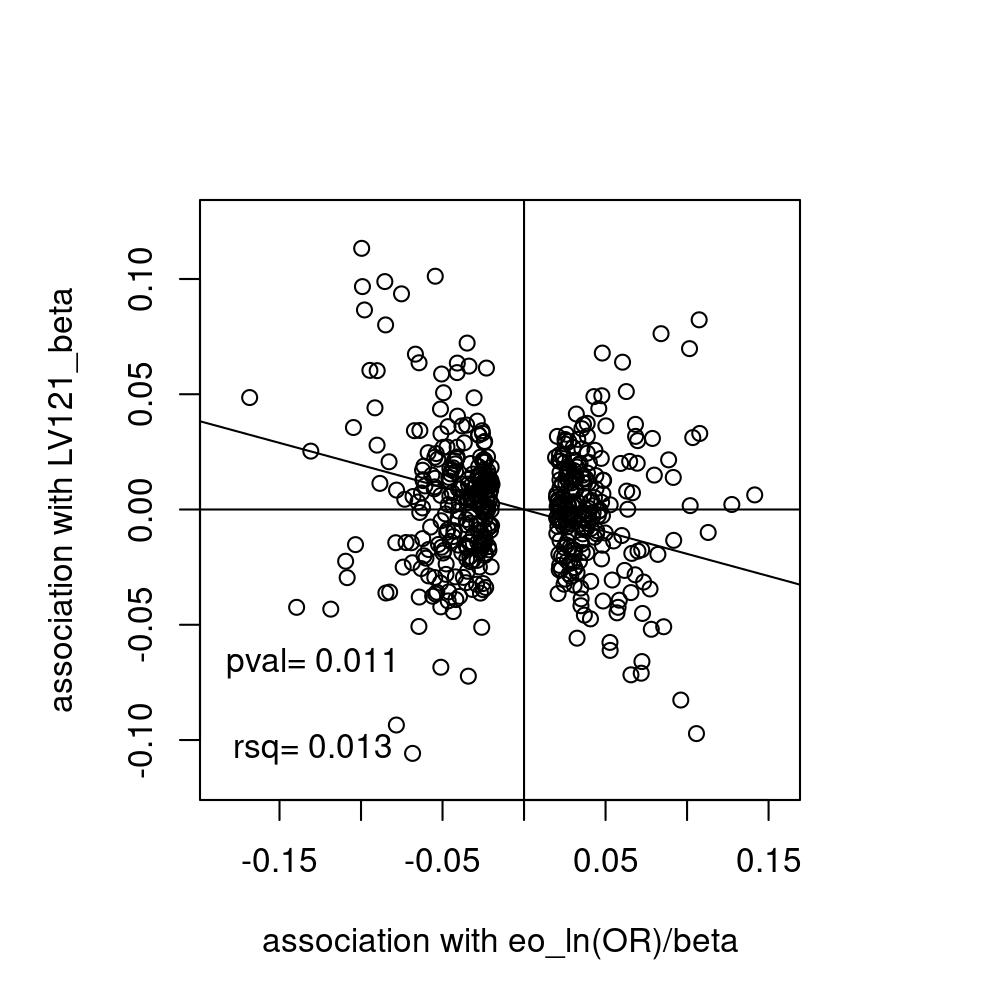 association with LV121_beta
0.10
0.05
0.00
-0.05
-0.10
pval= 0.011
rsq= 0.013
-0.15 -0.05 0.05 0.15
association with eo_ln(OR)/beta